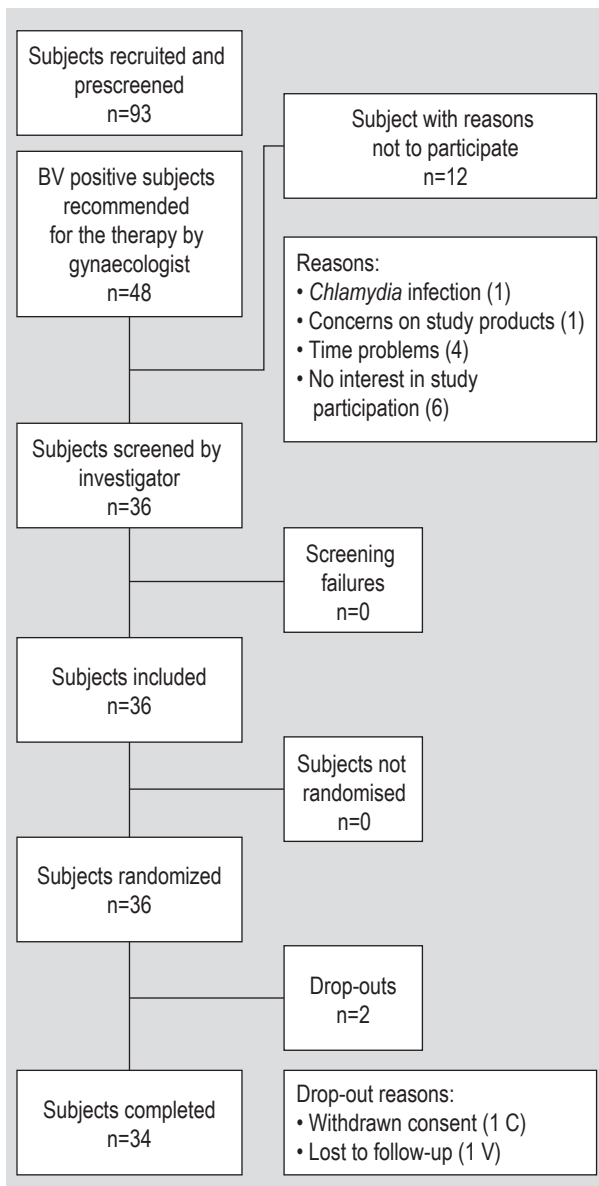 Subjects recruited and
prescreened
n=93
BV positive subjects
recommended
for the therapy by
gynaecologist
n=48
Subject with reasons
not to participate
n=12
Reasons:
• Chlamydia infection (1)
• Concerns on study products (1)
• Time problems (4)
• No interest in study
participation (6)
Subjects screened by
investigator
n=36
Screening
failures
n=0
Subjects included
n=36
Subjects not
randomised
n=0
Subjects randomized
n=36
Drop-outs
n=2
Subjects completed
n=34
Drop-out reasons:
• Withdrawn consent (1 C)
• Lost to follow-up (1 V)